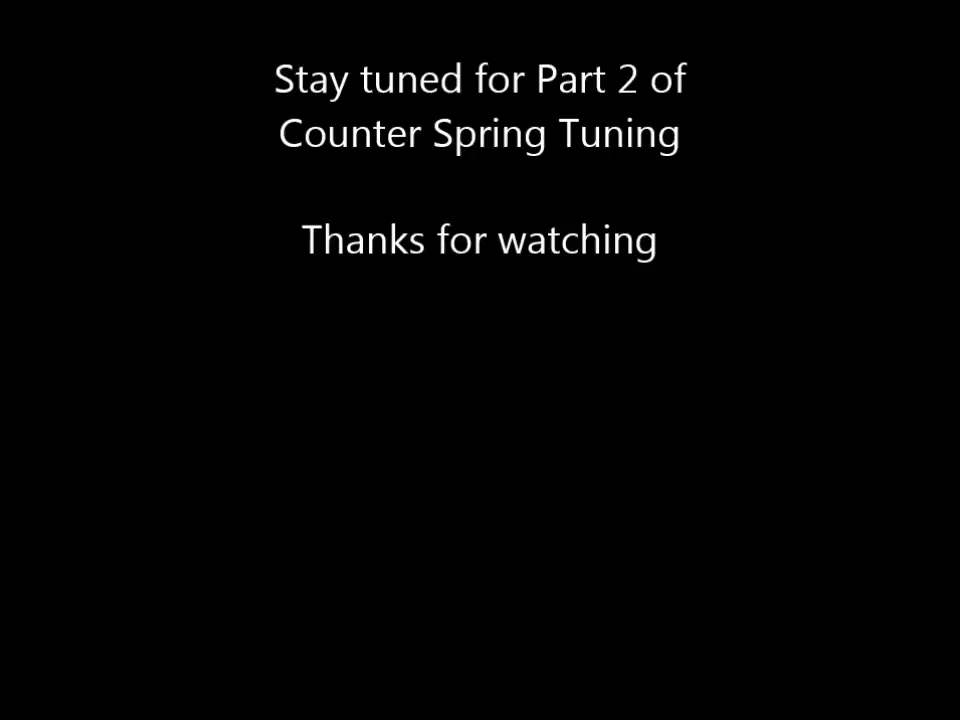 Stay tuned for Part 2 of
Counter Spring Tuning
Thanks for watching